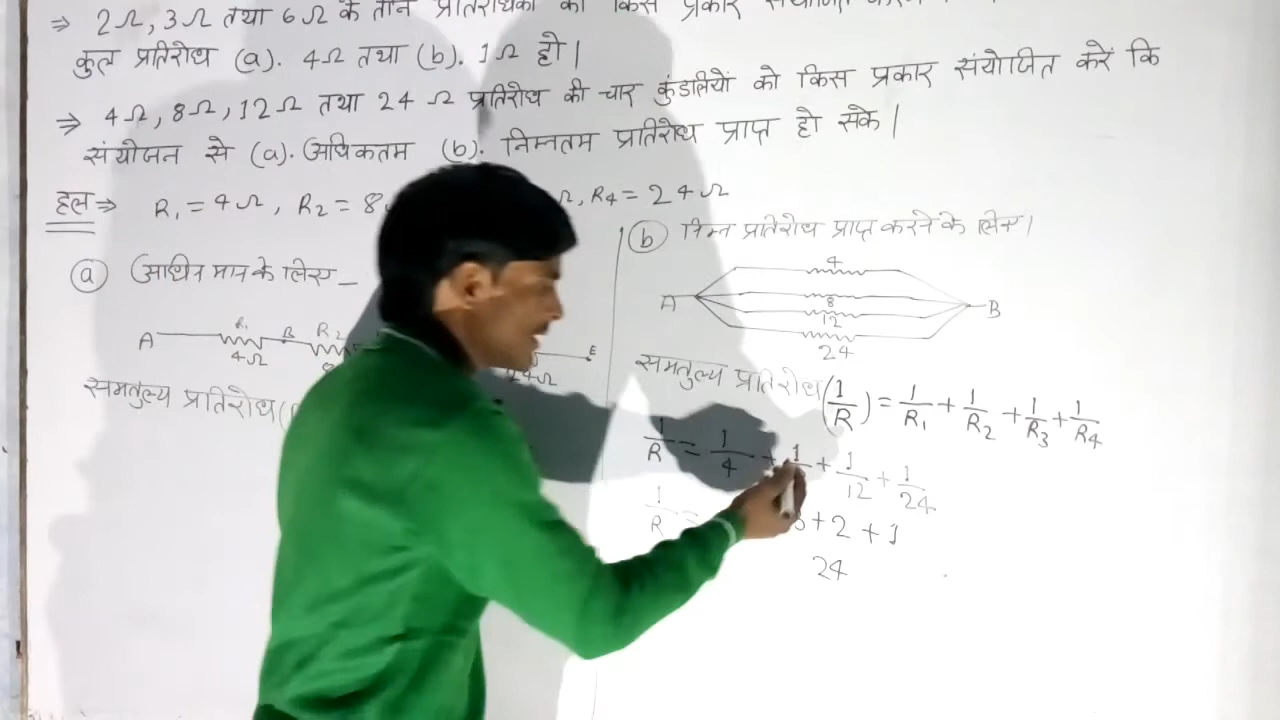 ⇒ 2Ω, 3Ω तथा 6Ω के तीन प्रतिरोधकों को किस प्रकार संयोजित
कुल प्रतिरोध (a). 4Ω तथा (b). 1Ω हो।
⇒ 4Ω, 8Ω, 12Ω तथा 24Ω प्रतिरोध की चार कुंडलियों को किस प्रकार संयोजित करें कि
संयोजन से (a). अधिकतम (b). निम्नतम प्रतिरोध प्राप्त हो सके।
हल ⇒ R₁ = 4Ω, R₂ = 8 Ω, R₄ = 24Ω
(a) के लिए –
A R₁ 4Ω B R₂ 24Ω E
समतुल्य प्रतिरोध (
(b) निम्न प्रतिरोध प्राप्त करने के लिए।
4
A 8 B
12
24
समतुल्य प्रतिरोध (1/R) = 1/R₁ + 1/R₂ + 1/R₃ + 1/R₄
1/R = 1/4 + 1/ + 1/12 + 1/24
1/R = + 2 + 1
24